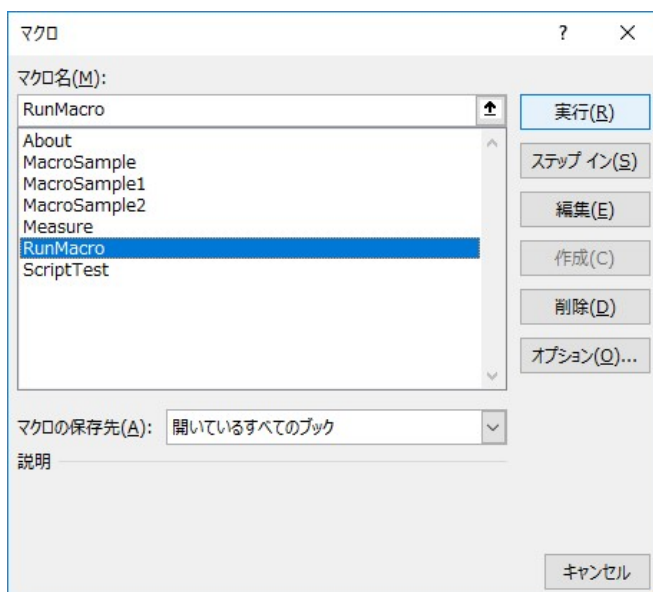 マクロ
? ×
マクロ名(M):
RunMacro
About
MacroSample
MacroSample1
MacroSample2
Measure
RunMacro
ScriptTest
実行(R)
ステップ イン(S)
編集(E)
作成(C)
削除(D)
オプション(O)...
マクロの保存先(A): 開いているすべてのブック
説明
キャンセル